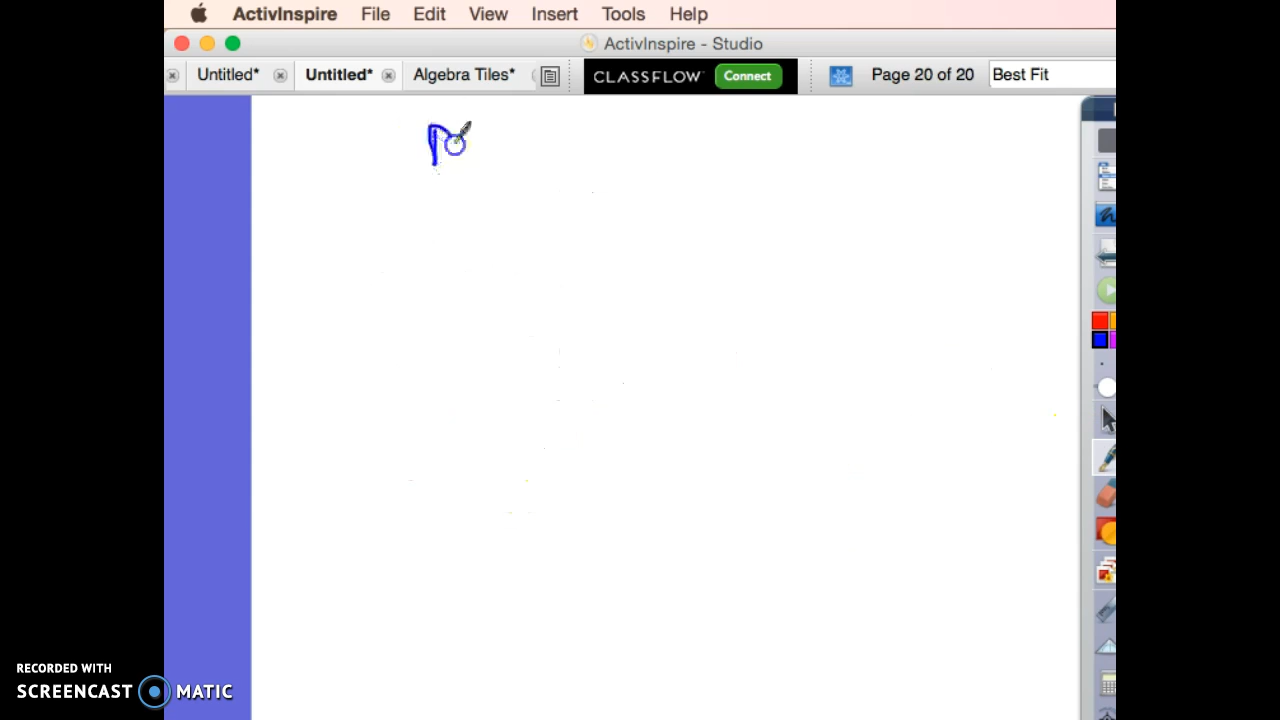 ActivInspire File Edit View Insert Tools Help
ActivInspire - Studio
Untitled* Untitled* Algebra Tiles* CLASSFLOW Connect Page 20 of 20 Best Fit
RECORDED WITH
SCREENCAST MATIC